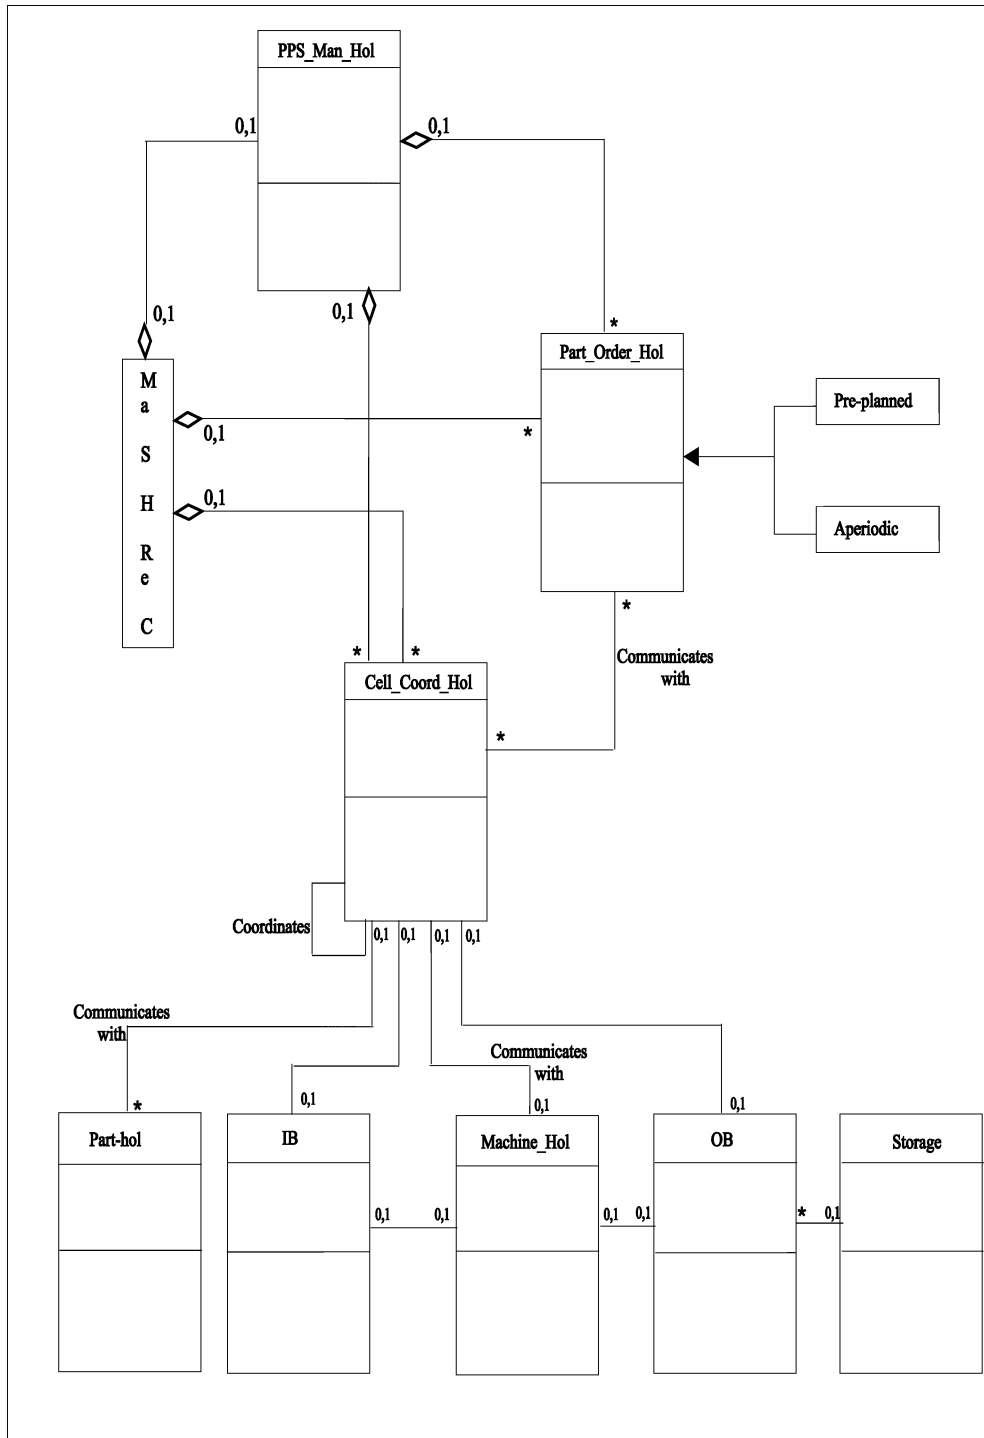 PPS_Man_Hol
0,1
0,1
0,1
0,1
*
Part_Order_Hol
M
a
S
H
R
e
C
0,1
*
0,1
Pre-planned
Aperiodic
*
Communicates
with
*
*
Cell_Coord_Hol
*
Coordinates
0,1
0,1
0,1
0,1
Communicates
with
Communicates
with
*
0,1
0,1
0,1
Part-hol
IB
Machine_Hol
OB
Storage
0,1
0,1
0,1
0,1
*
0,1